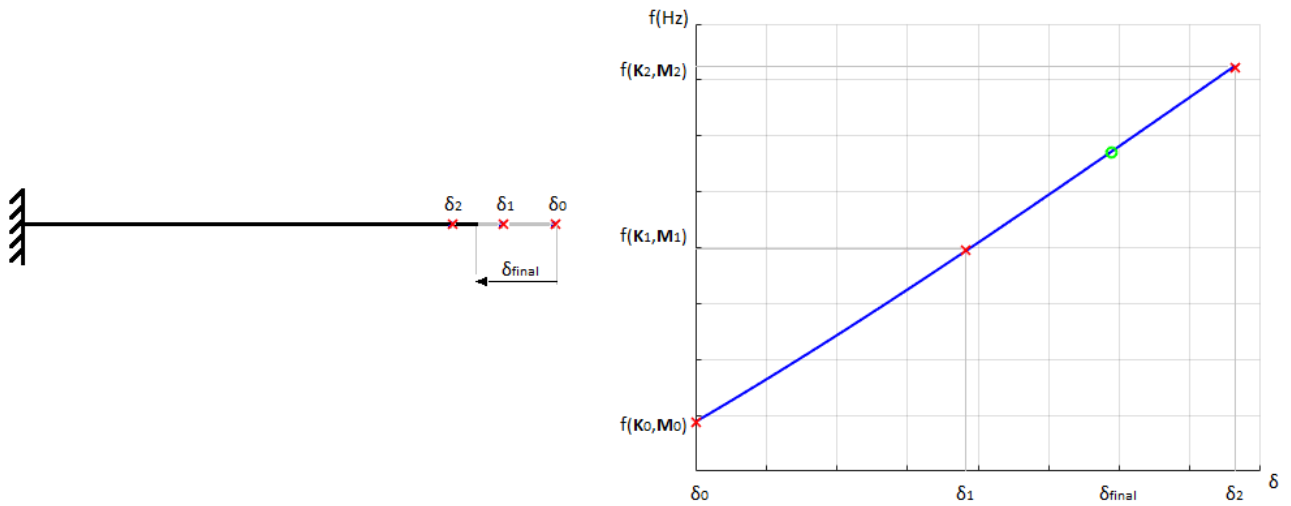 δ2 δ1 δ0
δfinal
f(Hz)
f(K2,M2)
f(K1,M1)
f(K0,M0)
δ0 δ1 δfinal δ2 δ